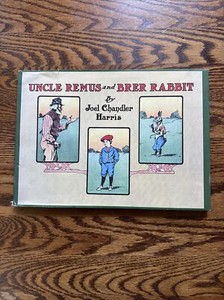 UNCLE REMUS and BRER RABBIT
by
Joel Chandler
Harris